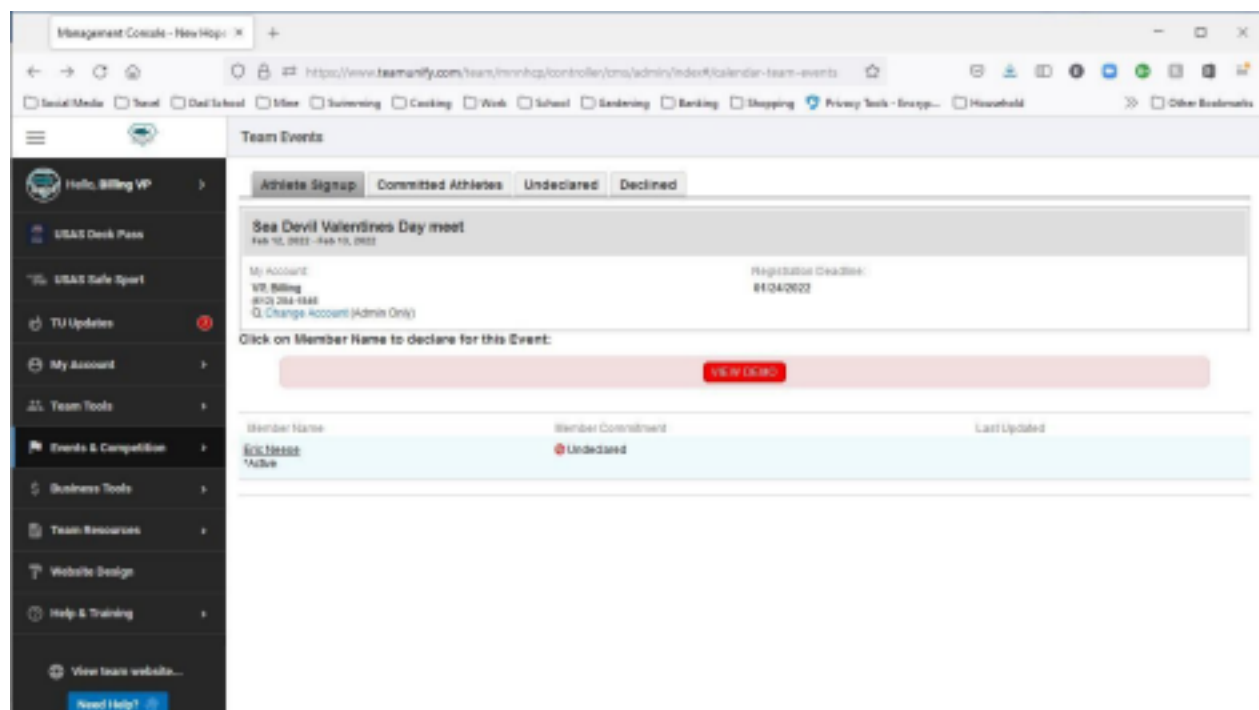 Management Console - New Hop
https://www.teamunify.com/team/mnnhcp/controller/cms/admin/index#/calendar-team-events
Social Media Travel Dad School Mine Swimming Cooking Work School Gardening Banking Shopping Privacy Tools - Encryp... Household Other Bookmarks
Team Events
Hello, Billing VP
USAS Deck Pass
USAS Safe Sport
TU Updates
My Account
Team Tools
Events & Competition
Business Tools
Team Resources
Website Design
Help & Training
View team website...
Need Help?
Athlete Signup Committed Athletes Undeclared Declined
Sea Devil Valentines Day meet
Feb 12, 2022 - Feb 13, 2022
My Account: Registration Deadline:
VP, Billing 01/24/2022
Change Account (Admin Only)
Click on Member Name to declare for this Event:
VIEW DEMO
Member Name Member Commitment Last Updated
Eric Neese Undeclared
*Active